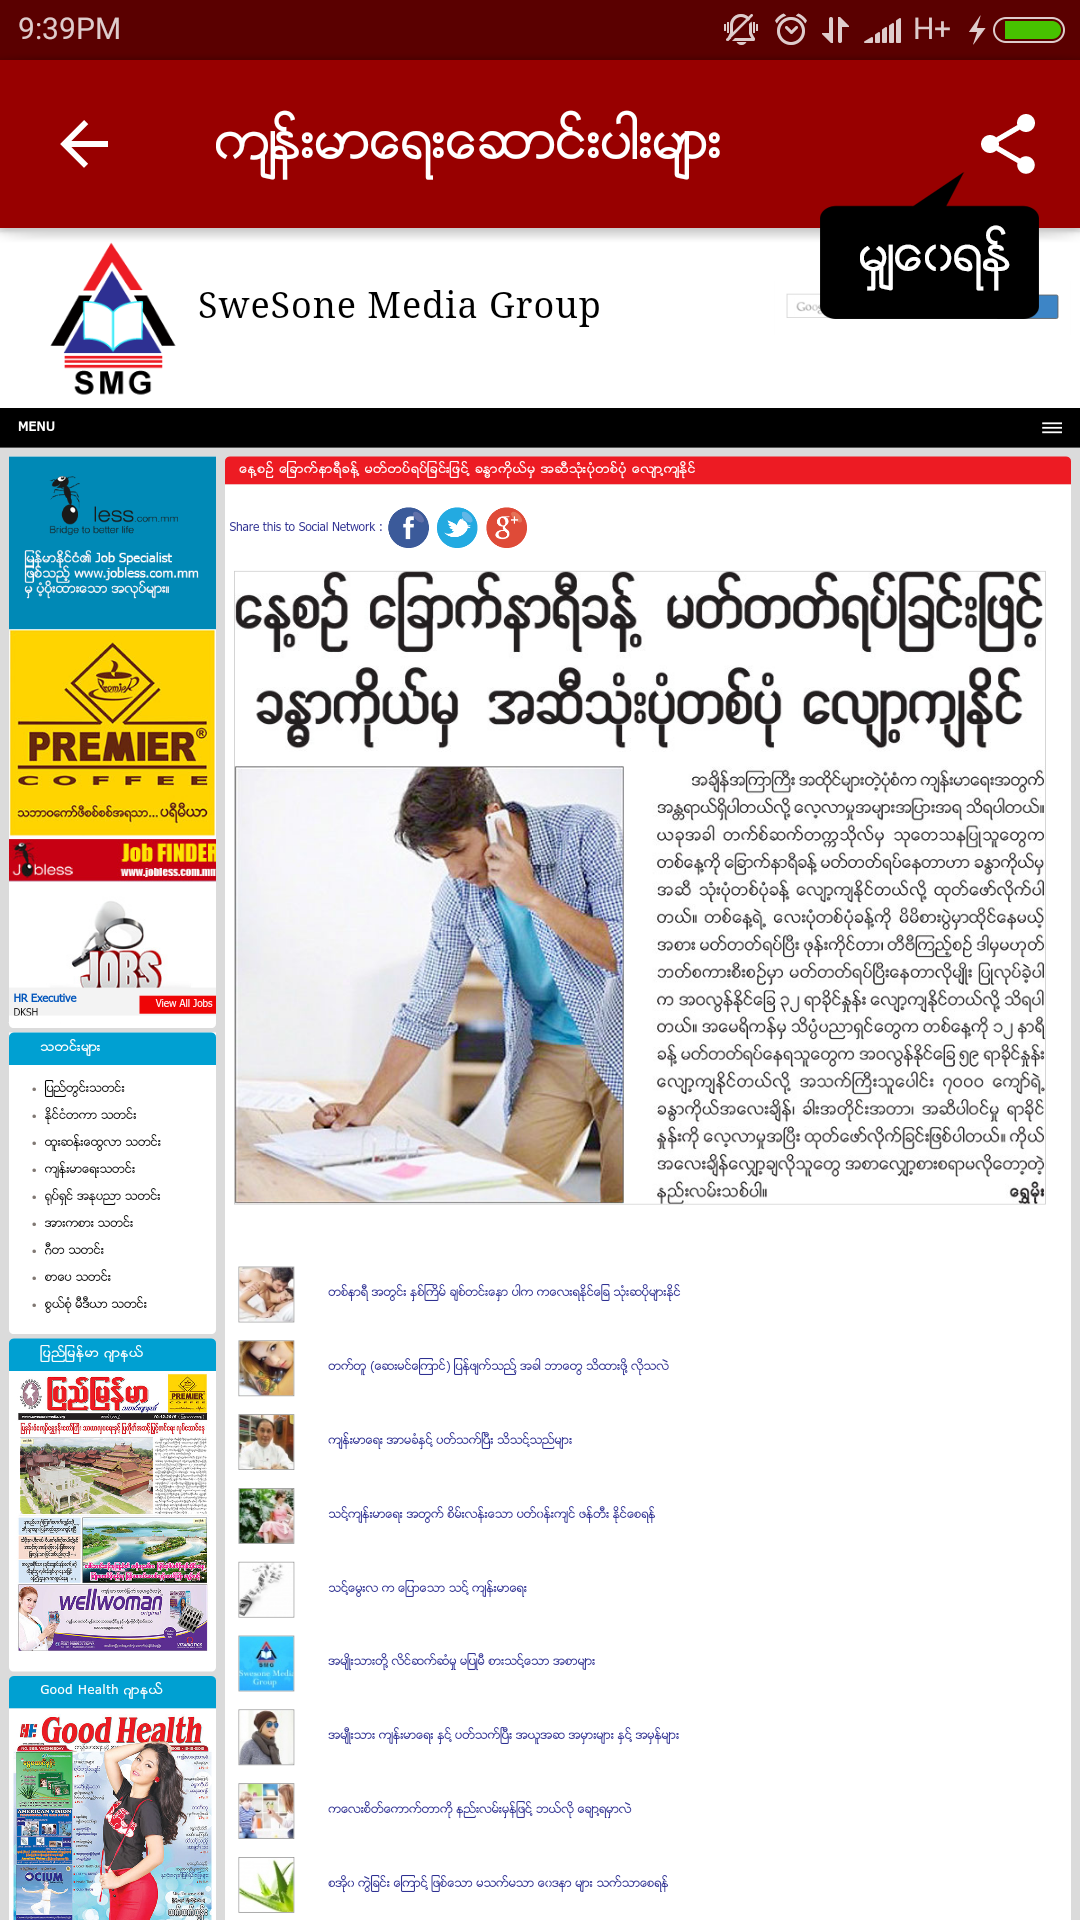 9:39PM
H+
ကျန်းမာရေးဆောင်းပါးများ
မျှဝေရန်
SweSone Media Group
SMG
MENU
less.com.mm
Bridge to better life
မြန်မာနိုင်ငံ၏ Job Specialist
ဖြစ်သည့် www.jobless.com.mm
မှ ပံ့ပိုးထားသော အလုပ်များ။
Premier
PREMIER®
COFFEE
သဘာဝကော်ဖီစစ်စစ်အရသာ... ပရီမီယာ
Jobless
Job FINDER
www.jobless.com.mm
JOBS
HR Executive
DKSH
View All Jobs
သတင်းများ
ပြည်တွင်းသတင်း
နိုင်ငံတကာ သတင်း
ထူးဆန်းထွေလာ သတင်း
ကျန်းမာရေးသတင်း
ရုပ်ရှင် အနုပညာ သတင်း
အားကစား သတင်း
ဂီတ သတင်း
စာပေ သတင်း
စွယ်စုံ မီဒီယာ သတင်း
ပြည်မြန်မာ ဂျာနယ်
ပြည်မြန်မာ
PREMIER
wellwoman
original
Good Health ဂျာနယ်
Good Health
AMERICAN VISION
OCIUM
နေ့စဉ် ခြောက်နာရီခန့် မတ်တပ်ရပ်ခြင်းဖြင့် ခန္ဓာကိုယ်မှ အဆီသုံးပုံတစ်ပုံ လျော့ကျနိုင်
Share this to Social Network :
နေ့စဉ် ခြောက်နာရီခန့် မတ်တတ်ရပ်ခြင်းဖြင့်
ခန္ဓာကိုယ်မှ အဆီသုံးပုံတစ်ပုံ လျော့ကျနိုင်
အချိန်အကြာကြီး အထိုင်များတဲ့ပုံစံက ကျန်းမာရေးအတွက်
အန္တရာယ်ရှိပါတယ်လို့ လေ့လာမှုအများအပြားအရ သိရပါတယ်။
ယခုအခါ တက်စ်ဆက်တက္ကသိုလ်မှ သုတေသနပြုသူတွေက
တစ်နေ့ကို ခြောက်နာရီခန့် မတ်တတ်ရပ်နေတာဟာ ခန္ဓာကိုယ်မှ
အဆီ သုံးပုံတစ်ပုံခန့် လျော့ကျနိုင်တယ်လို့ ထုတ်ဖော်လိုက်ပါ
တယ်။ တစ်နေ့ရဲ့ လေးပုံတစ်ပုံခန့်ကို မိမိစားပွဲမှာထိုင်နေမယ့်
အစား မတ်တတ်ရပ်ပြီး ဖုန်းကိုင်တာ၊ တီဗီကြည့်စဉ် ဒါမှမဟုတ်
ဘတ်စကားစီးစဉ်မှာ မတ်တတ်ရပ်ပြီးနေတာလိုမျိုး ပြုလုပ်ခဲ့ပါ
က အဝလွန်နိုင်ခြေ ၃၂ ရာခိုင်နှုန်း လျော့ကျနိုင်တယ်လို့ သိရပါ
တယ်။ အမေရိကန်မှ သိပ္ပံပညာရှင်တွေက တစ်နေ့ကို ၁၂ နာရီ
ခန့် မတ်တတ်ရပ်နေရသူတွေက အဝလွန်နိုင်ခြေ ၅၉ ရာခိုင်နှုန်း
လျော့ကျနိုင်တယ်လို့ အသက်ကြီးသူပေါင်း ၇၀၀၀ ကျော်ရဲ့
ခန္ဓာကိုယ်အလေးချိန်၊ ခါးအတိုင်းအတာ၊ အဆီပါဝင်မှု ရာခိုင်
နှုန်းကို လေ့လာမှုအပြီး ထုတ်ဖော်လိုက်ခြင်းဖြစ်ပါတယ်။ ကိုယ်
အလေးချိန်လျှော့ချလိုသူတွေ အစာလျှော့စားစရာမလိုတော့တဲ့
နည်းလမ်းသစ်ပါ။ ရွှေမိုး
တစ်နာရီ အတွင်း နှစ်ကြိမ် ချစ်တင်းနှော ပါက ကလေးရနိုင်ခြေ သုံးဆပိုများနိုင်
တက်တူ (ဆေးမင်ကြောင်) ပြန်ဖျက်သည့် အခါ ဘာတွေ သိထားဖို့ လိုသလဲ
ကျန်းမာရေး အာမခံနှင့် ပတ်သက်ပြီး သိသင့်သည်များ
သင့်ကျန်းမာရေး အတွက် စိမ်းလန်းသော ပတ်ဝန်းကျင် ဖန်တီး နိုင်စေရန်
သင့်မွေးလ က ပြောသော သင့် ကျန်းမာရေး
Swesone Media
Group
အမျိုးသားတို့ လိင်ဆက်ဆံမှု မပြုမီ စားသင့်သော အစာများ
အမျိုးသား ကျန်းမာရေး နှင့် ပတ်သက်ပြီး အယူအဆ အမှားများ နှင့် အမှန်များ
ကလေးစိတ်ကောက်တာကို နည်းလမ်းမှန်ဖြင့် ဘယ်လို ချော့ရမှာလဲ
စအိုဝ ကွဲခြင်း ကြောင့် ဖြစ်သော မသက်မသာ ဝေဒနာ များ သက်သာစေရန်